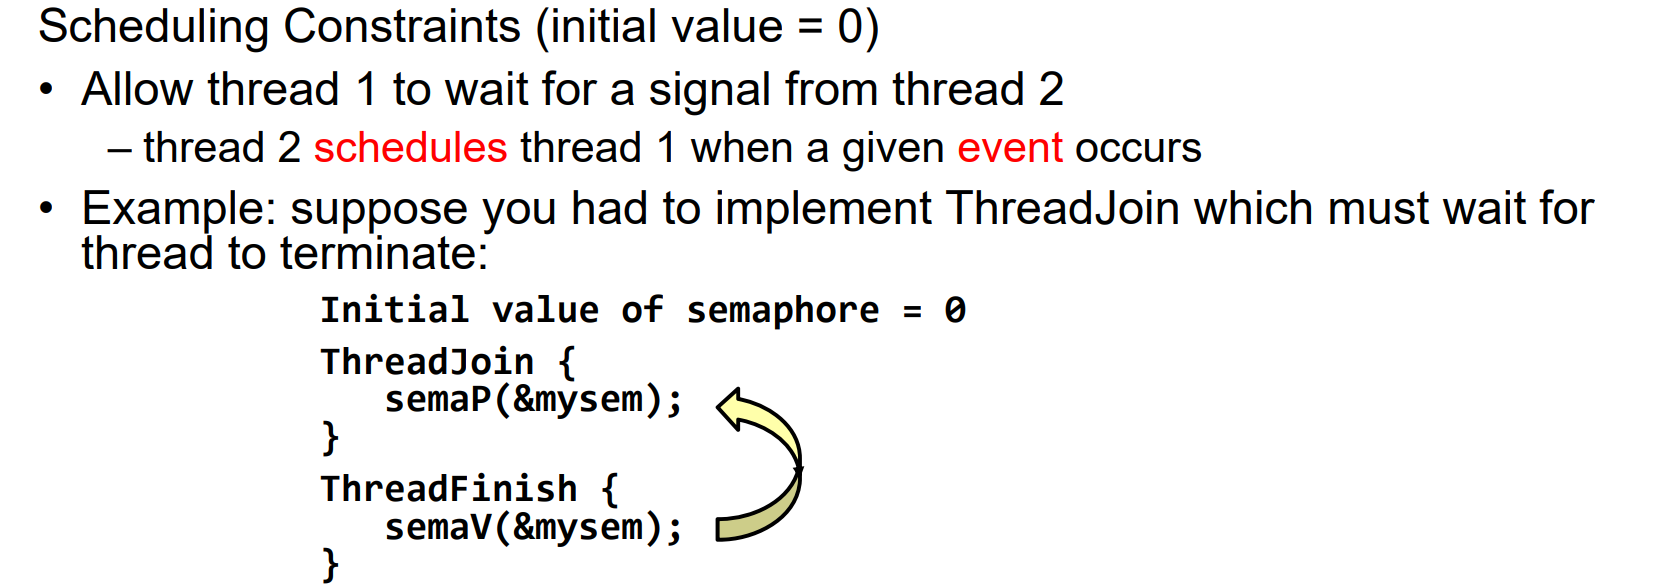 Scheduling Constraints (initial value = 0)
• Allow thread 1 to wait for a signal from thread 2
– thread 2 schedules thread 1 when a given event occurs
• Example: suppose you had to implement ThreadJoin which must wait for
thread to terminate:
Initial value of semaphore = 0
ThreadJoin {
semaP(&mysem);
}
ThreadFinish {
semaV(&mysem);
}